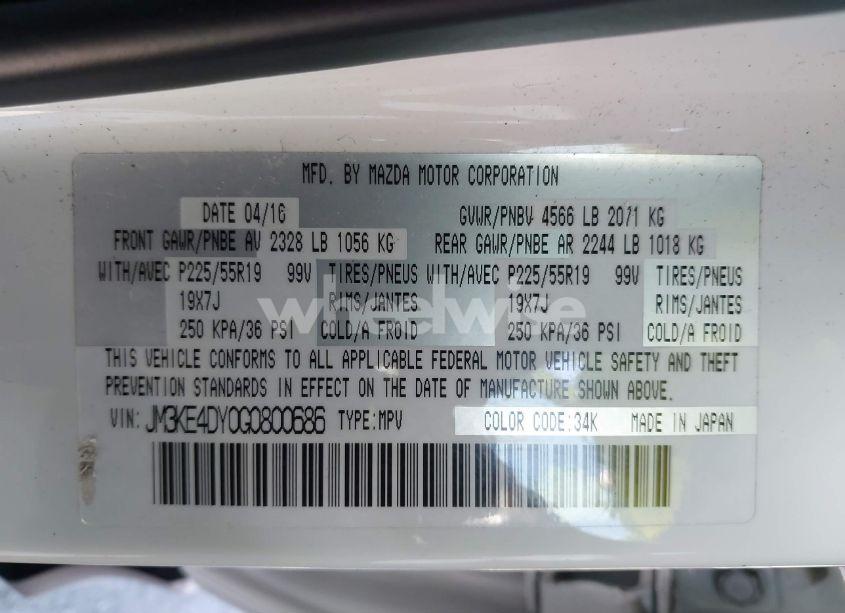 MFD. BY MAZDA MOTOR CORPORATION
DATE 04/16 GVWR/PNBV 4566 LB 2071 KG
FRONT GAWR/PNBE AV 2328 LB 1056 KG REAR GAWR/PNBE AR 2244 LB 1018 KG
WITH/AVEC P225/55R19 99V TIRES/PNEUS WITH/AVEC P225/55R19 99V TIRES/PNEUS
19X7J RIMS/JANTES 19X7J RIMS/JANTES
wheelwise
250 KPA/36 PSI COLD/A FROID 250 KPA/36 PSI COLD/A FROID
THIS VEHICLE CONFORMS TO ALL APPLICABLE FEDERAL MOTOR VEHICLE SAFETY AND THEFT
PREVENTION STANDARDS IN EFFECT ON THE DATE OF MANUFACTURE SHOWN ABOVE.
VIN: JM3KE4DY0G0800686 TYPE:MPV COLOR CODE:34K MADE IN JAPAN